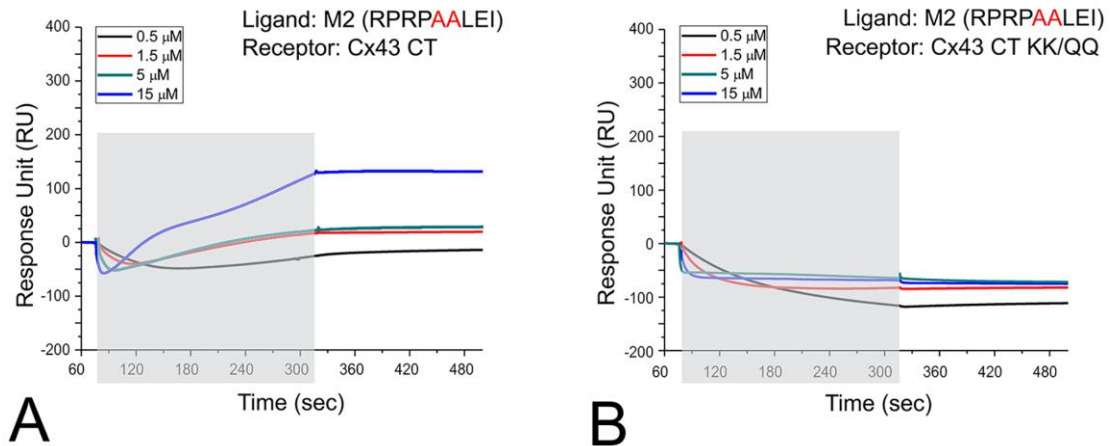 Ligand: M2 (RPRPAALEI)
Receptor: Cx43 CT
0.5 μM
1.5 μM
5 μM
15 μM
Response Unit (RU)
400
300
200
100
0
-100
-200
60
120
180
240
300
360
420
480
Time (sec)
A
Ligand: M2 (RPRPAALEI)
Receptor: Cx43 CT KK/QQ
0.5 μM
1.5 μM
5 μM
15 μM
Response Unit (RU)
400
300
200
100
0
-100
-200
60
120
180
240
300
360
420
480
Time (sec)
B